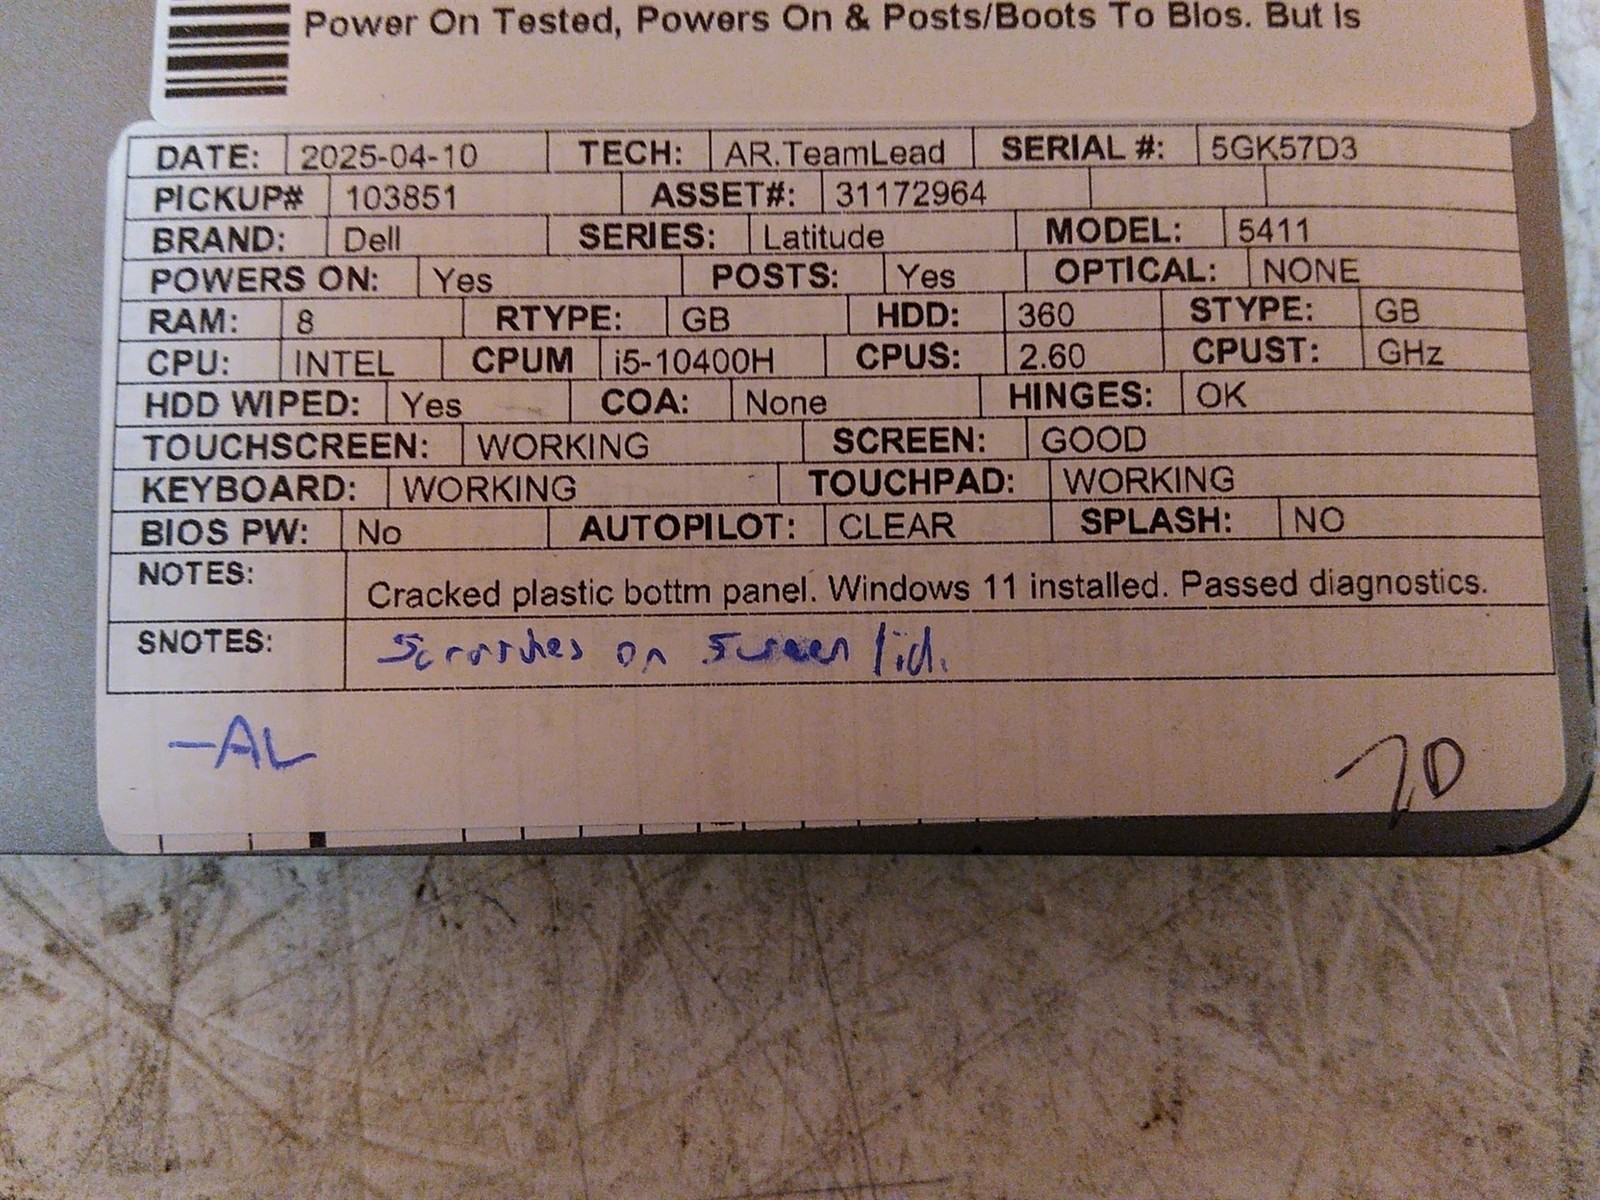 Power On Tested, Powers On & Posts/Boots To Bios. But Is
DATE: 2025-04-10 TECH: AR.TeamLead SERIAL #: 5GK57D3
PICKUP# 103851 ASSET#: 31172964
BRAND: Dell SERIES: Latitude MODEL: 5411
POWERS ON: Yes POSTS: Yes OPTICAL: NONE
RAM: 8 RTYPE: GB HDD: 360 STYPE: GB
CPU: INTEL CPUM i5-10400H CPUS: 2.60 CPUST: GHz
HDD WIPED: Yes COA: None HINGES: OK
TOUCHSCREEN: WORKING SCREEN: GOOD
KEYBOARD: WORKING TOUCHPAD: WORKING
BIOS PW: No AUTOPILOT: CLEAR SPLASH: NO
NOTES: Cracked plastic bottm panel. Windows 11 installed. Passed diagnostics.
SNOTES: Scratches on screen lid.
-AL